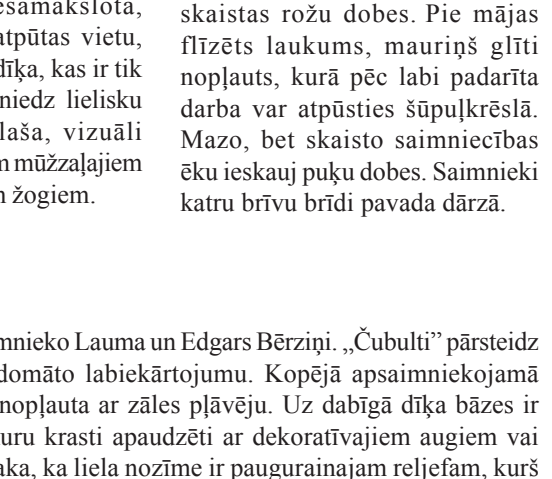 esamākslota,
atpūtas vietu,
dīķa, kas ir tik
niedz lielisku
laša, vizuāli
mūžzaļajiem
žogiem.
skaistas rožu dobes. Pie mājas
flīzēts laukums, mauriņš glīti
nopļauts, kurā pēc labi padarīta
darba var atpūsties šūpuļkrēslā.
Mazo, bet skaisto saimniecības
ēku ieskauj puķu dobes. Saimnieki
katru brīvu brīdi pavada dārzā.
mnieko Lauma un Edgars Bērziņi. „Čubulti” pārsteidz
domāto labiekārtojumu. Kopējā apsaimniekojamā
nopļauta ar zāles pļāvēju. Uz dabīgā dīķa bāzes ir
uru krasti apaudzēti ar dekoratīvajiem augiem vai
aka, ka liela nozīme ir paugurainajam reljefam, kurš